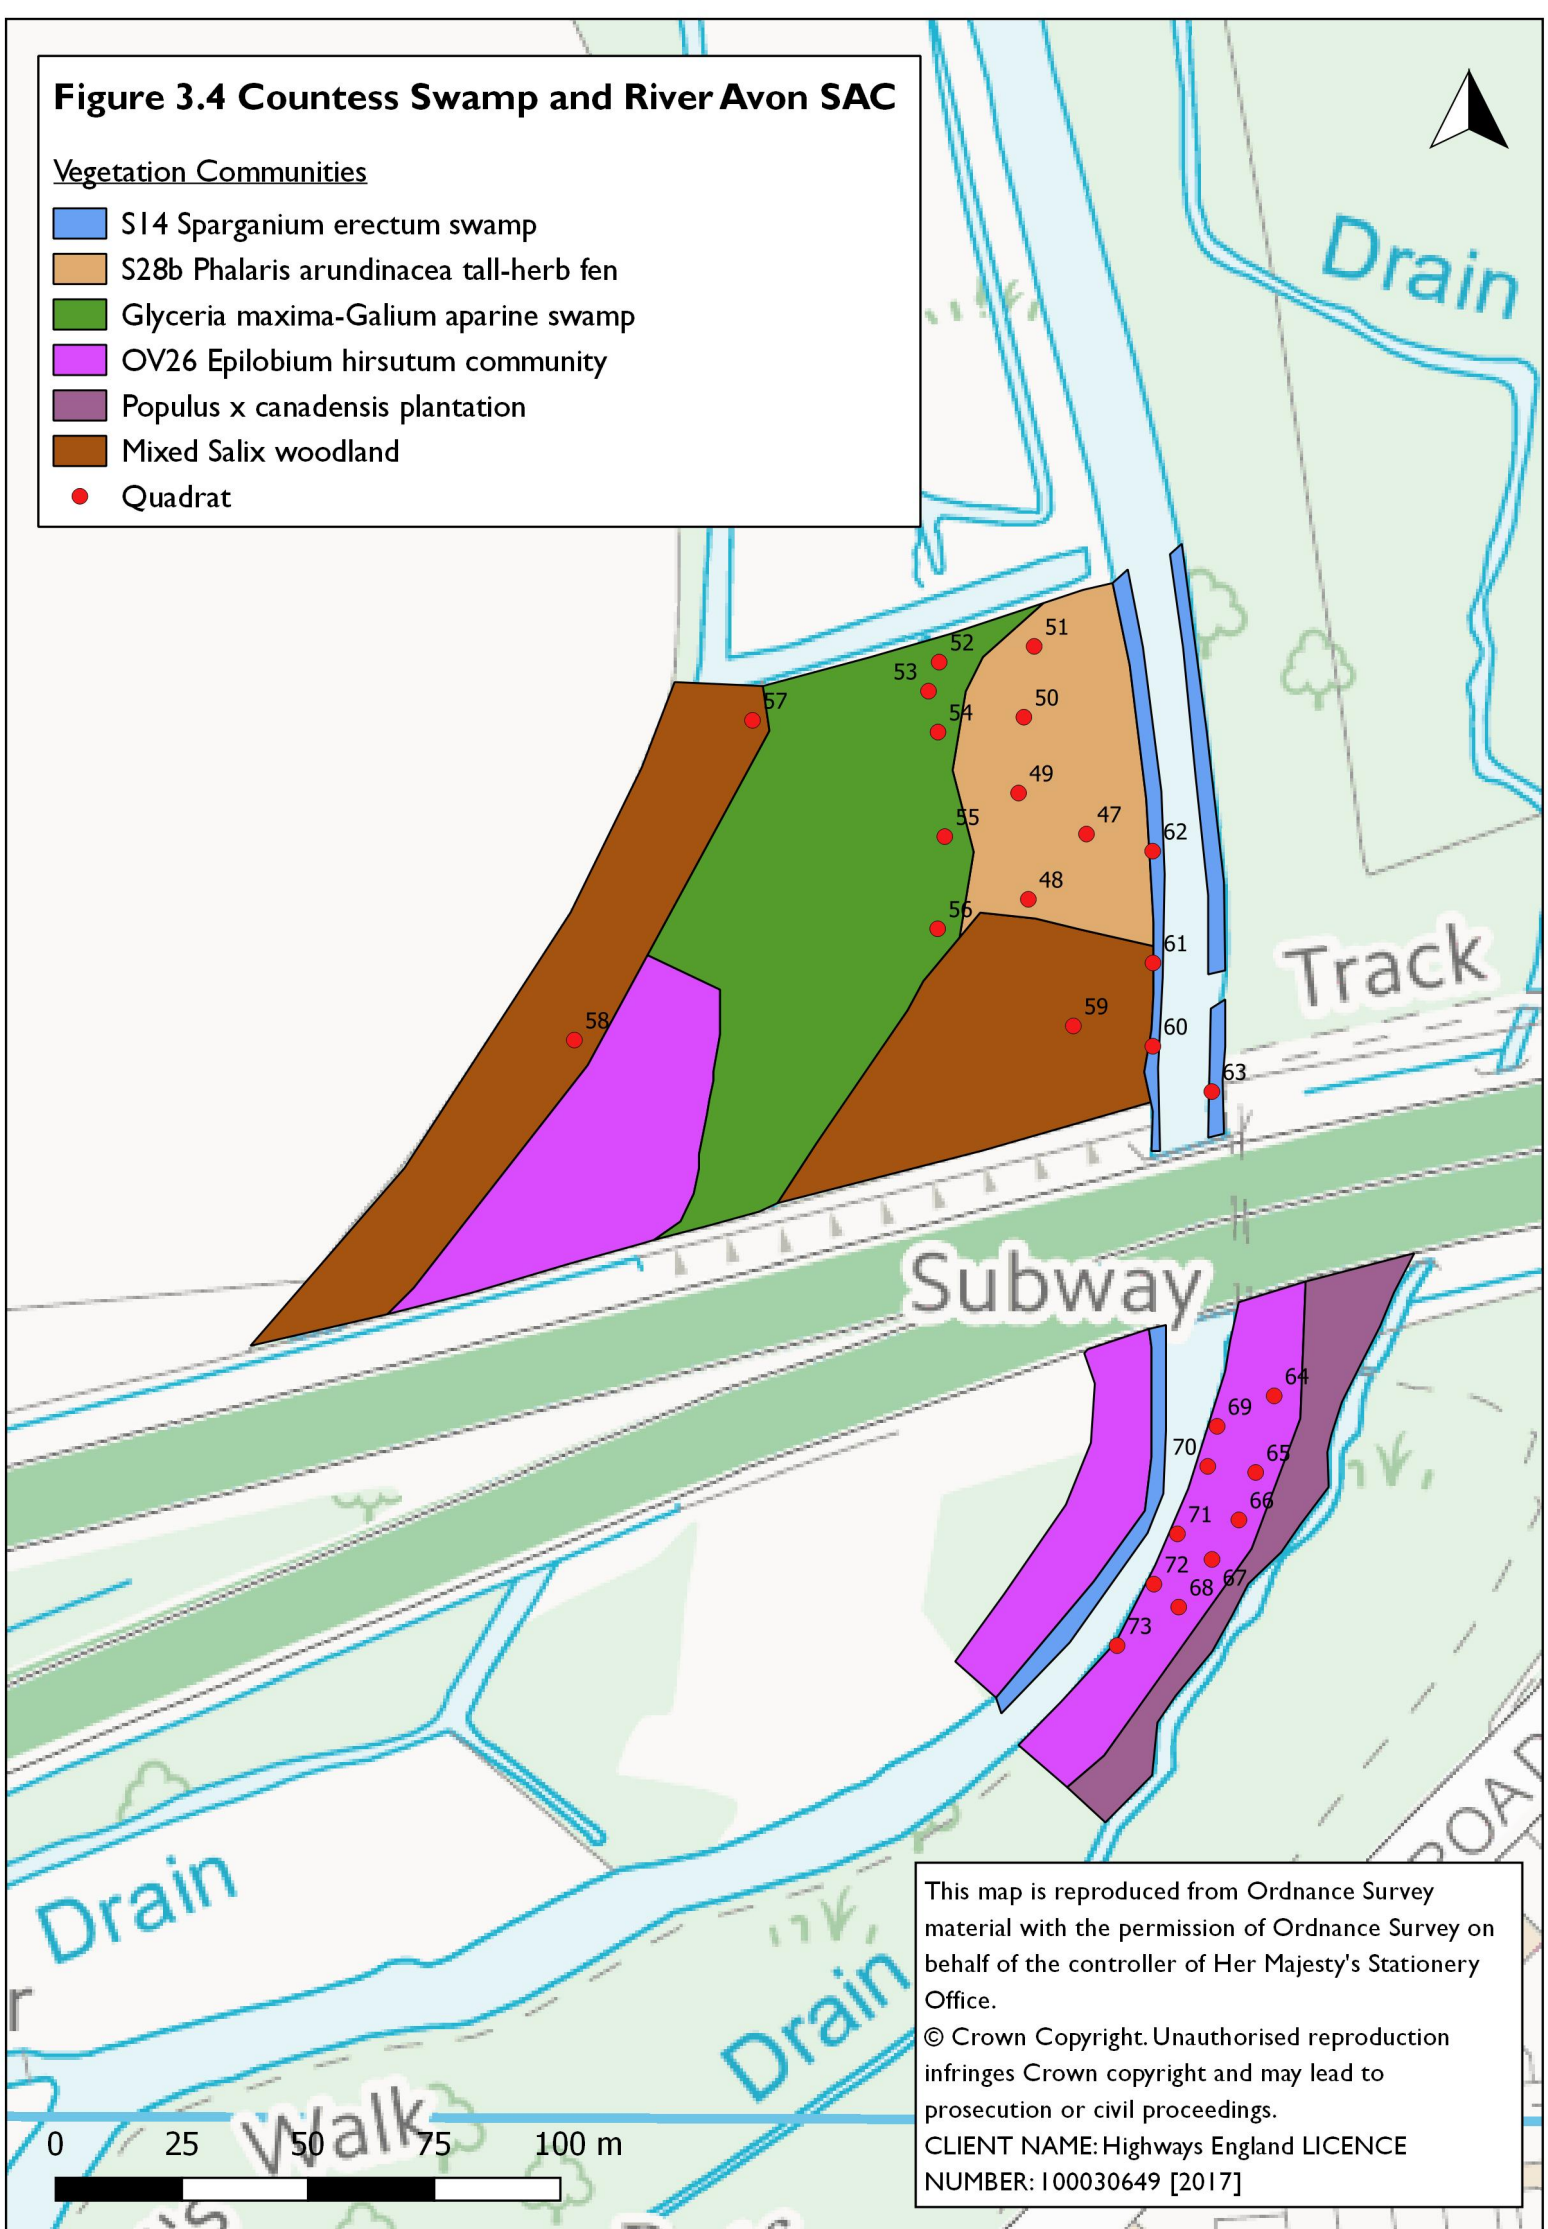 Figure 3.4 Countess Swamp and River Avon SAC
Vegetation Communities
S14 Sparganium erectum swamp
S28b Phalaris arundinacea tall-herb fen
Glyceria maxima-Galium aparine swamp
OV26 Epilobium hirsutum community
Populus x canadensis plantation
Mixed Salix woodland
Quadrat
Drain
51
52
53
57
50
54
49
55
47
62
48
56
61
59
58
60
63
Track
Subway
64
69
70
65
66
71
72
67
68
73
ROAD
Drain
Drain
r
Walk
0 25 50 75 100 m
This map is reproduced from Ordnance Survey
material with the permission of Ordnance Survey on
behalf of the controller of Her Majesty's Stationery
Office.
© Crown Copyright. Unauthorised reproduction
infringes Crown copyright and may lead to
prosecution or civil proceedings.
CLIENT NAME: Highways England LICENCE
NUMBER: 100030649 [2017]